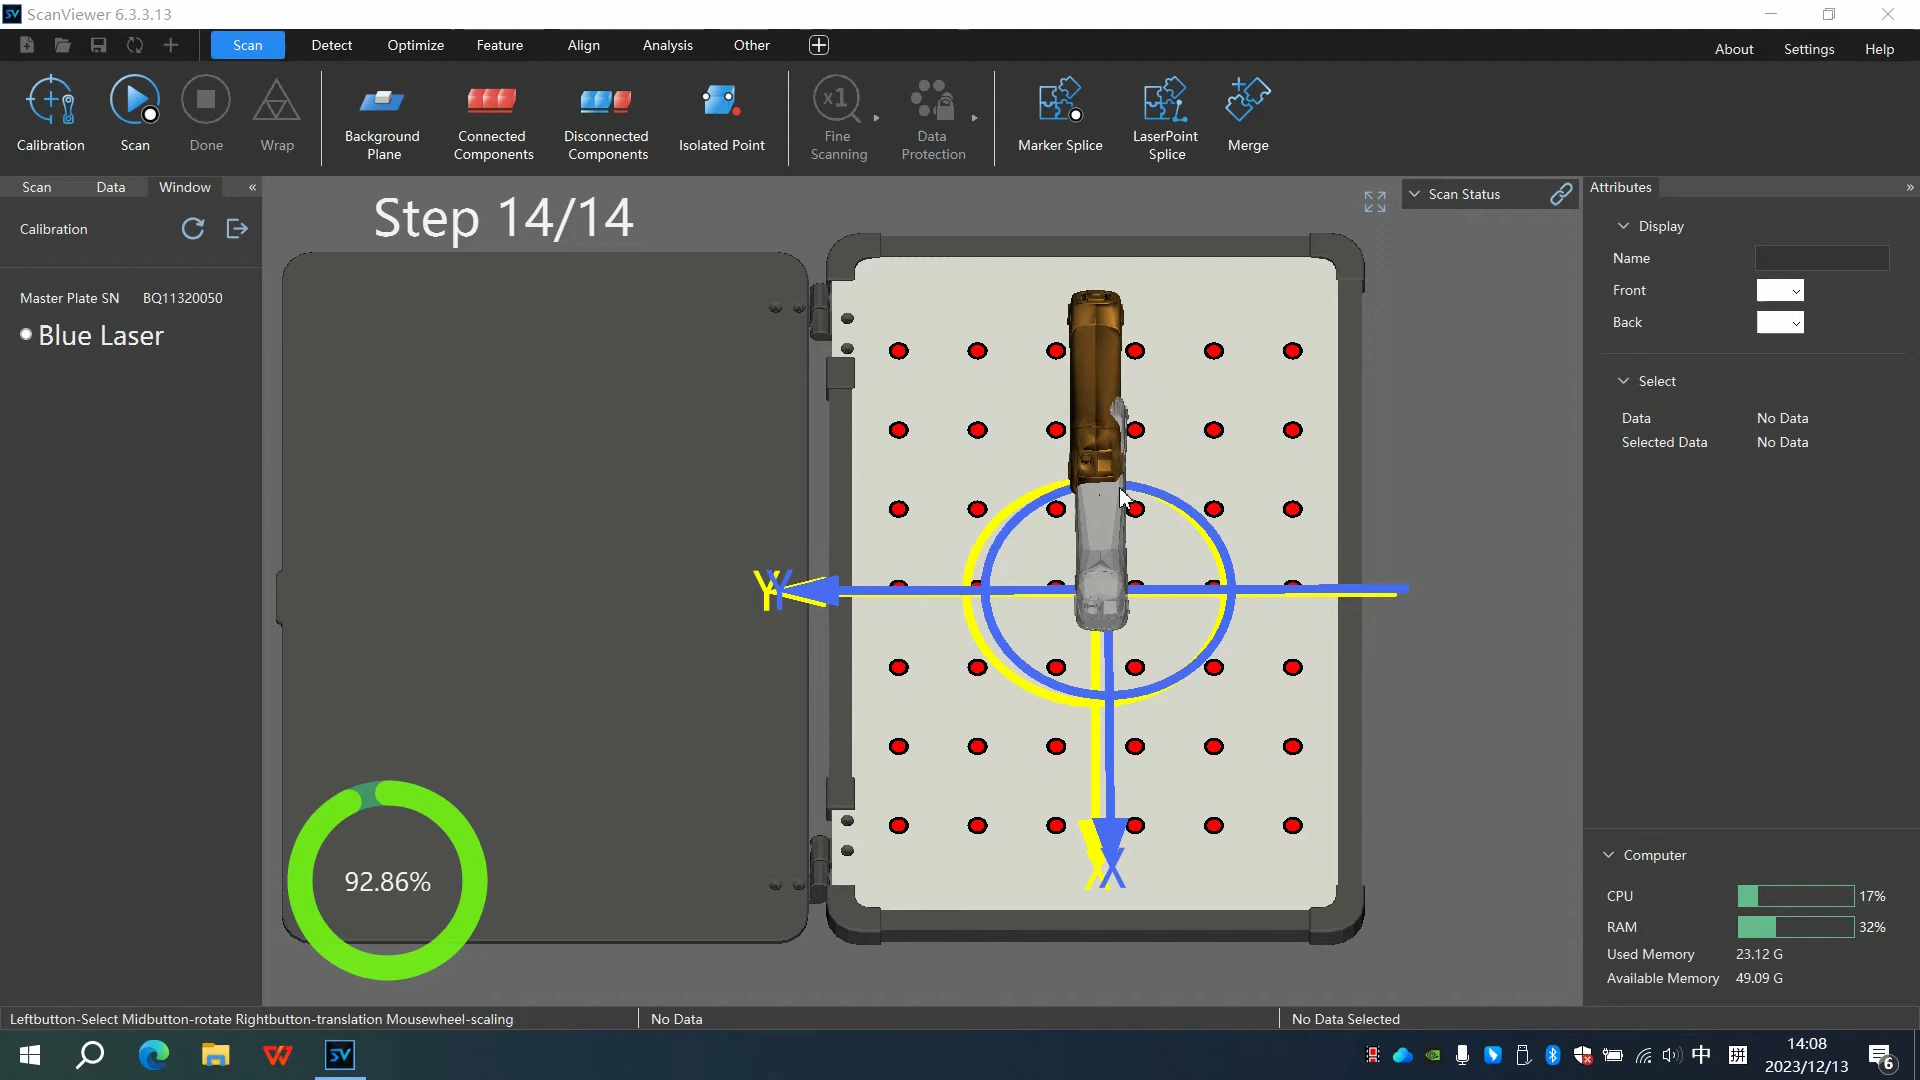 SV ScanViewer 6.3.3.13
Scan Detect Optimize Feature Align Analysis Other
About Settings Help
Calibration
Scan
Done
Wrap
Background
Plane
Connected
Components
Disconnected
Components
Isolated Point
x1
Fine
Scanning
Data
Protection
Marker Splice
LaserPoint
Splice
Merge
Scan Data Window «
Calibration
Master Plate SN BQ11320050
Blue Laser
Step 14/14
Scan Status
Y Y
X X
92.86%
Attributes »
Display
Name
Front
Back
Select
Data No Data
Selected Data No Data
Computer
CPU 17%
RAM 32%
Used Memory 23.12 G
Available Memory 49.09 G
Leftbutton-Select Midbutton-rotate Rightbutton-translation Mousewheel-scaling
No Data
No Data Selected
W
SV
中
拼
14:08
2023/12/13
6